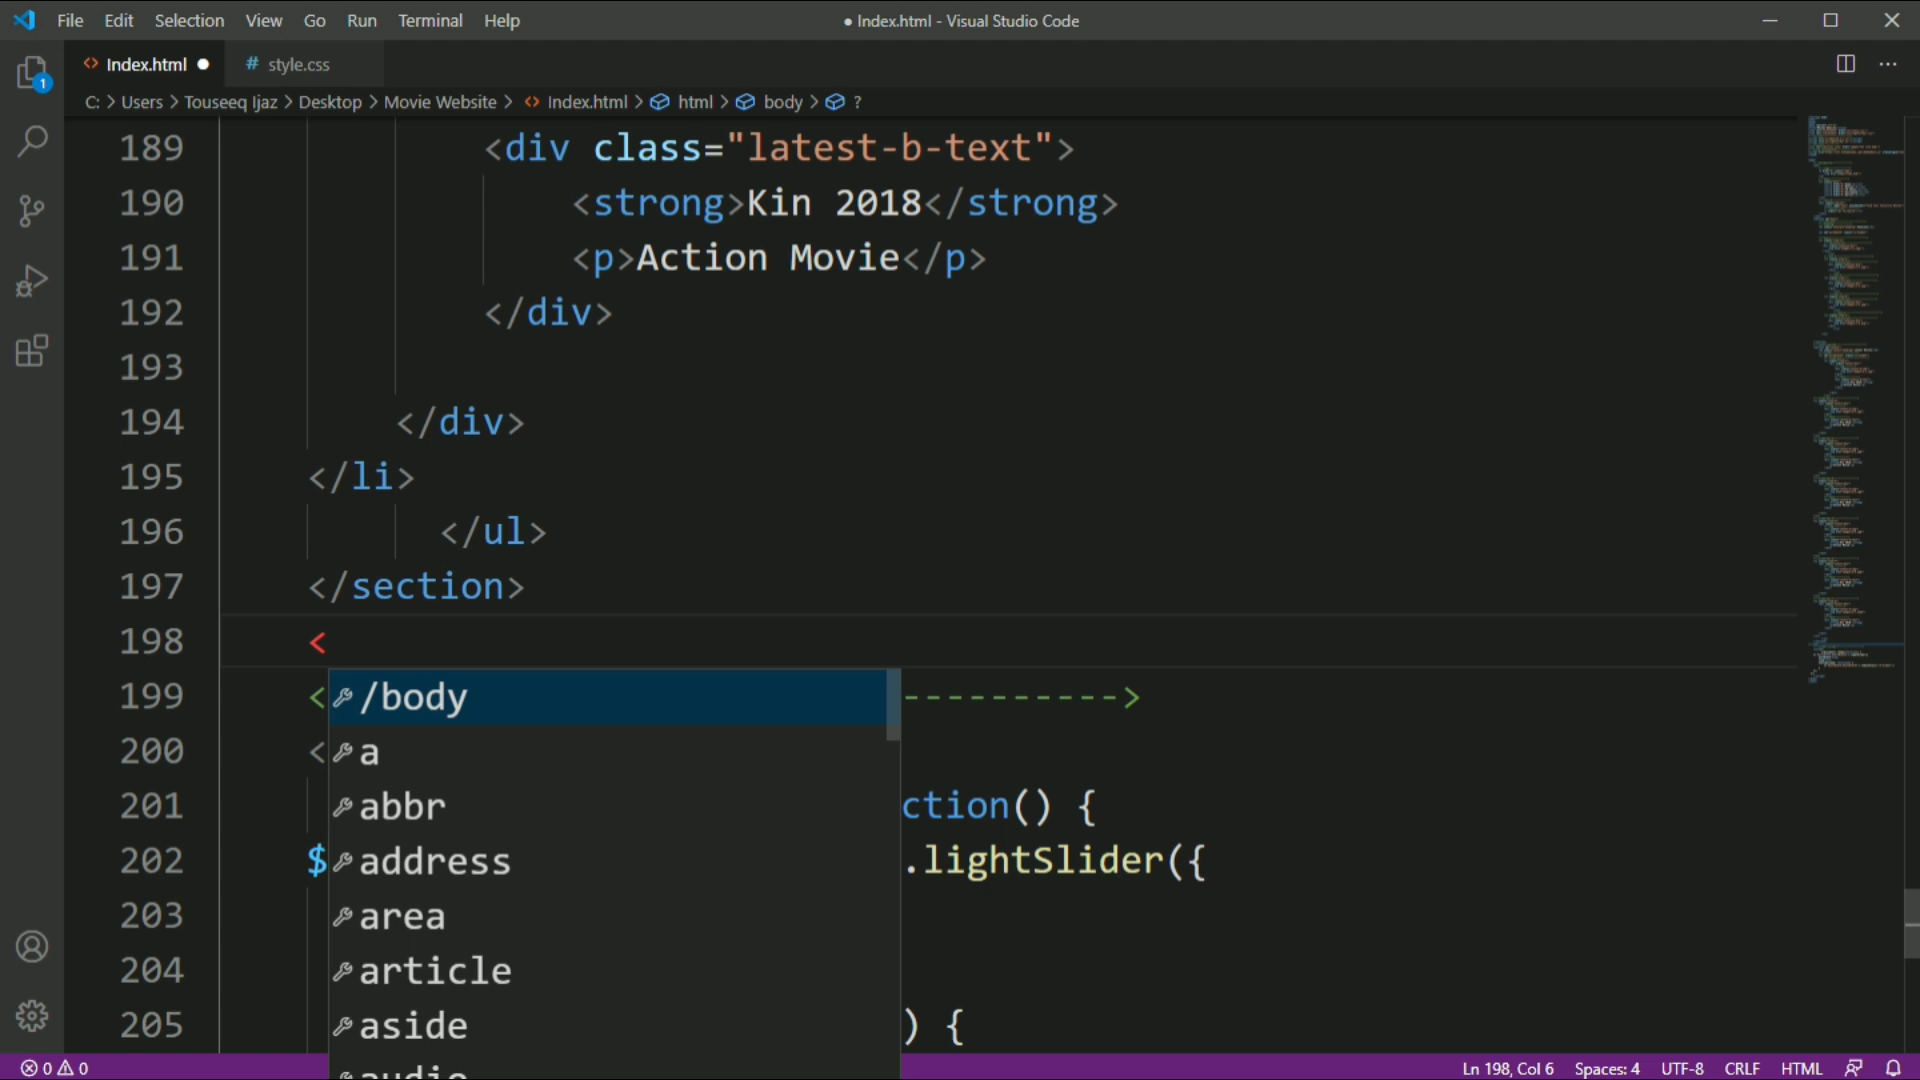 File Edit Selection View Go Run Terminal Help
● Index.html - Visual Studio Code
Index.html ● # style.css
C: > Users > Touseeq Ijaz > Desktop > Movie Website > Index.html > html > body > ?
1
189 <div class="latest-b-text">
190 <strong>Kin 2018</strong>
191 <p>Action Movie</p>
192 </div>
193
194 </div>
195 </li>
196 </ul>
197 </section>
198 <
199 < /body ---------->
200 < a
201 abbr ction() {
202 $ address .lightSlider({
203 area
204 article
205 aside ) {
audio
0 0
Ln 198, Col 6 Spaces: 4 UTF-8 CRLF HTML